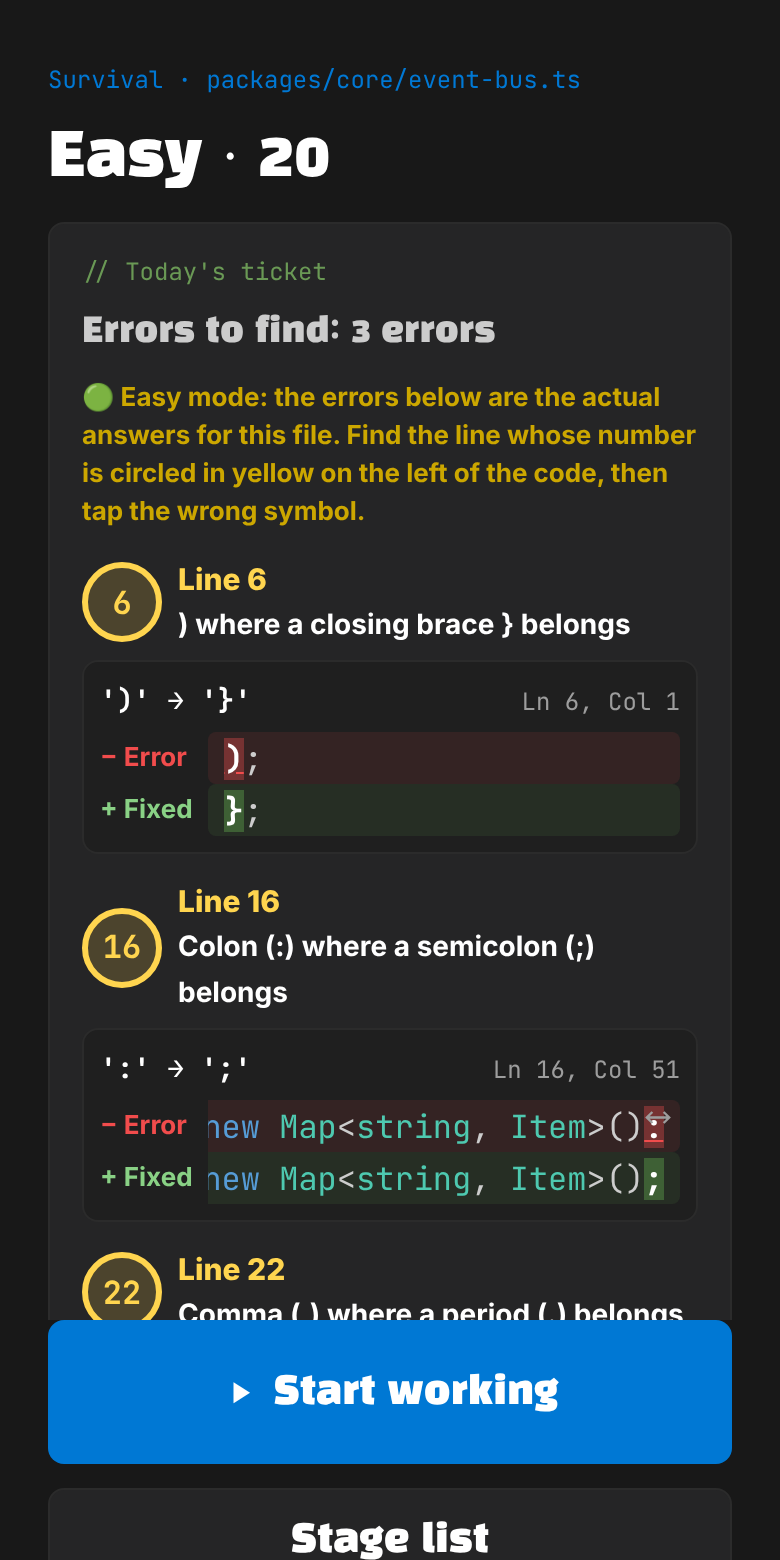 Survival · packages/core/event-bus.ts
Easy · 20
// Today's ticket
Errors to find: 3 errors
🟢 Easy mode: the errors below are the actual
answers for this file. Find the line whose number
is circled in yellow on the left of the code, then
tap the wrong symbol.
6
Line 6
) where a closing brace } belongs
')' → '}'
Ln 6, Col 1
− Error
);
+ Fixed
};
16
Line 16
Colon (:) where a semicolon (;)
belongs
':' → ';'
Ln 16, Col 51
− Error
new Map<string, Item>():
+ Fixed
new Map<string, Item>();
22
Line 22
Comma (,) where a period (.) belongs
▶ Start working
Stage list